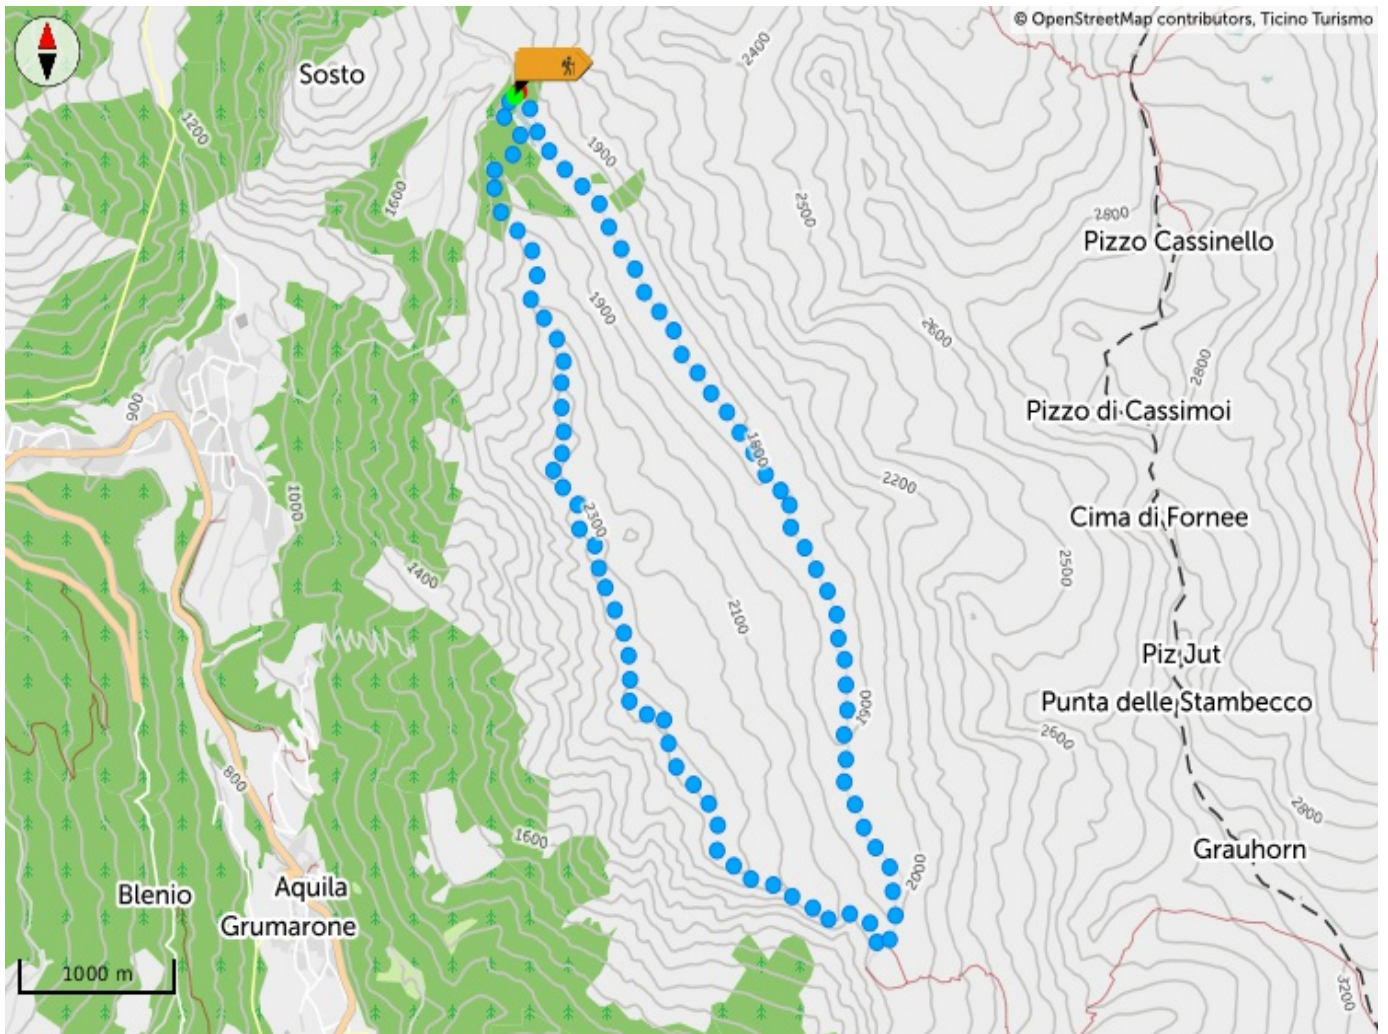 © OpenStreetMap contributors, Ticino Turismo
2400
Sosto
1200
1900
1600
2500
2800
Pizzo Cassinello
1900
2600
2800
900
Pizzo di Cassimoi
1800
2200
1000
2300
Cima di Fornee
2500
1400
2100
Piz Jut
1900
Punta delle Stambecco
2600
800
2800
1600
Grauhorn
2000
Aquila
Blenio
Grumarone
1000 m
3200